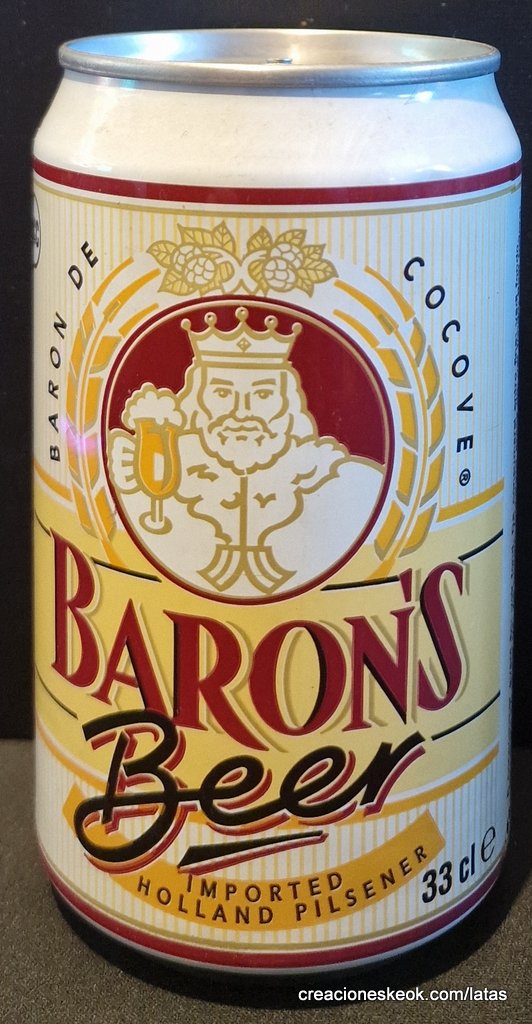 BARON DE COCOVE®
BARON'S
Beer
IMPORTED
HOLLAND PILSENER
33 cl e
creacioneskeok.com/latas